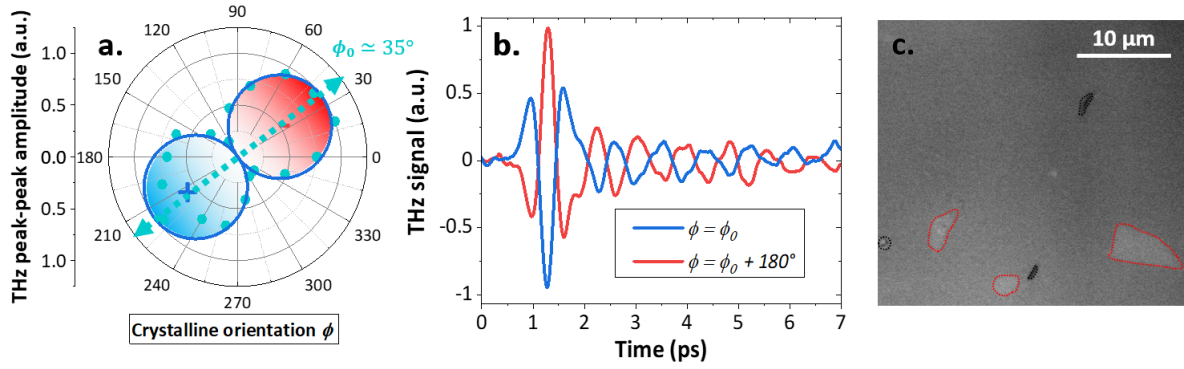 a.
THz peak-peak amplitude (a.u.)
1.0
0.5
0.0
0.5
1.0
90
60
30
0
330
300
270
240
210
180
150
120
ϕ₀ ≃ 35°
Crystalline orientation ϕ
b.
THz signal (a.u.)
1
0.5
0
-0.5
-1
ϕ = ϕ₀
ϕ = ϕ₀ + 180°
0 1 2 3 4 5 6 7
Time (ps)
c.
10 µm